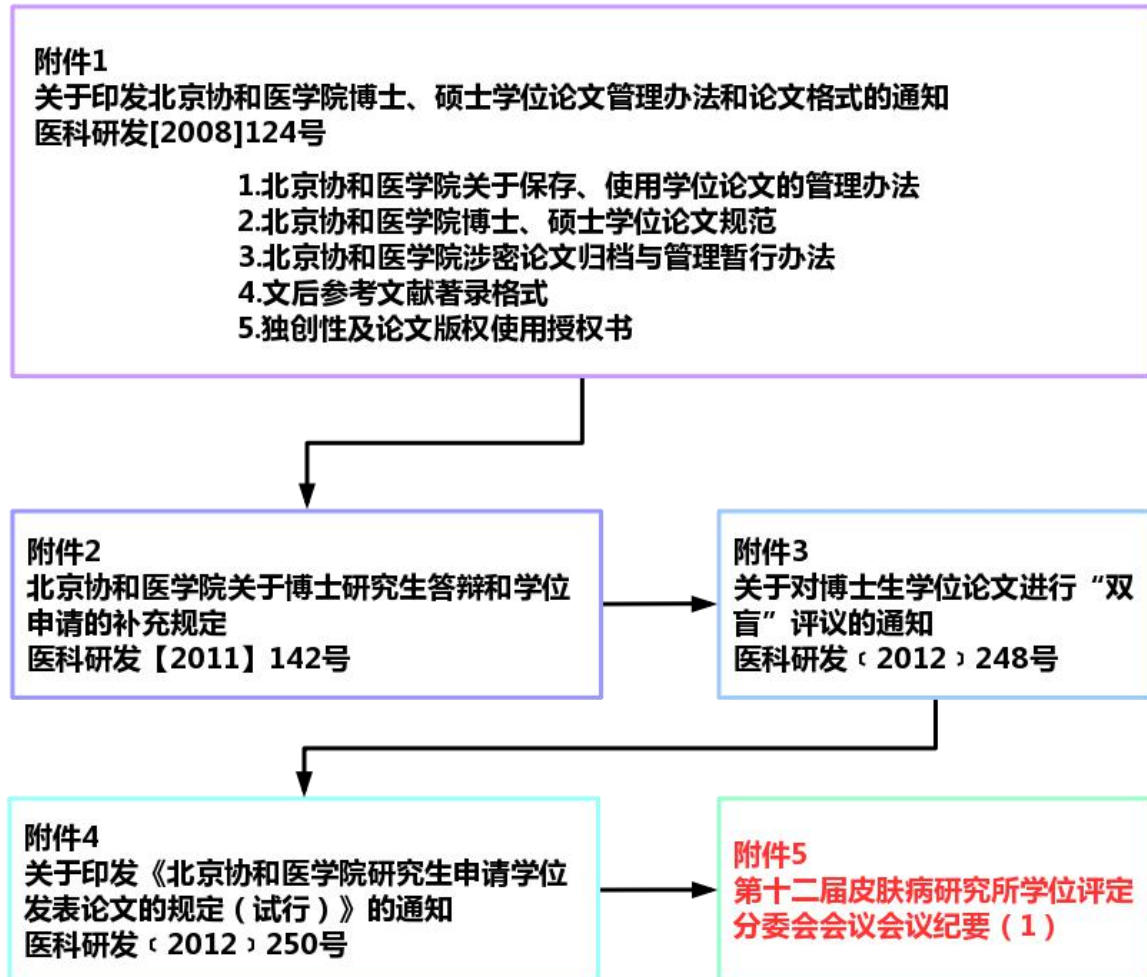 附件1
关于印发北京协和医学院博士、硕士学位论文管理办法和论文格式的通知
医科研发[2008]124号
1.北京协和医学院关于保存、使用学位论文的管理办法
2.北京协和医学院博士、硕士学位论文规范
3.北京协和医学院涉密论文归档与管理暂行办法
4.文后参考文献著录格式
5.独创性及论文版权使用授权书
附件2
北京协和医学院关于博士研究生答辩和学位
申请的补充规定
医科研发【2011】142号
附件3
关于对博士生学位论文进行“双
盲”评议的通知
医科研发﹝2012﹞248号
附件4
关于印发《北京协和医学院研究生申请学位
发表论文的规定（试行）》的通知
医科研发﹝2012﹞250号
附件5
第十二届皮肤病研究所学位评定
分委会会议会议纪要（1）